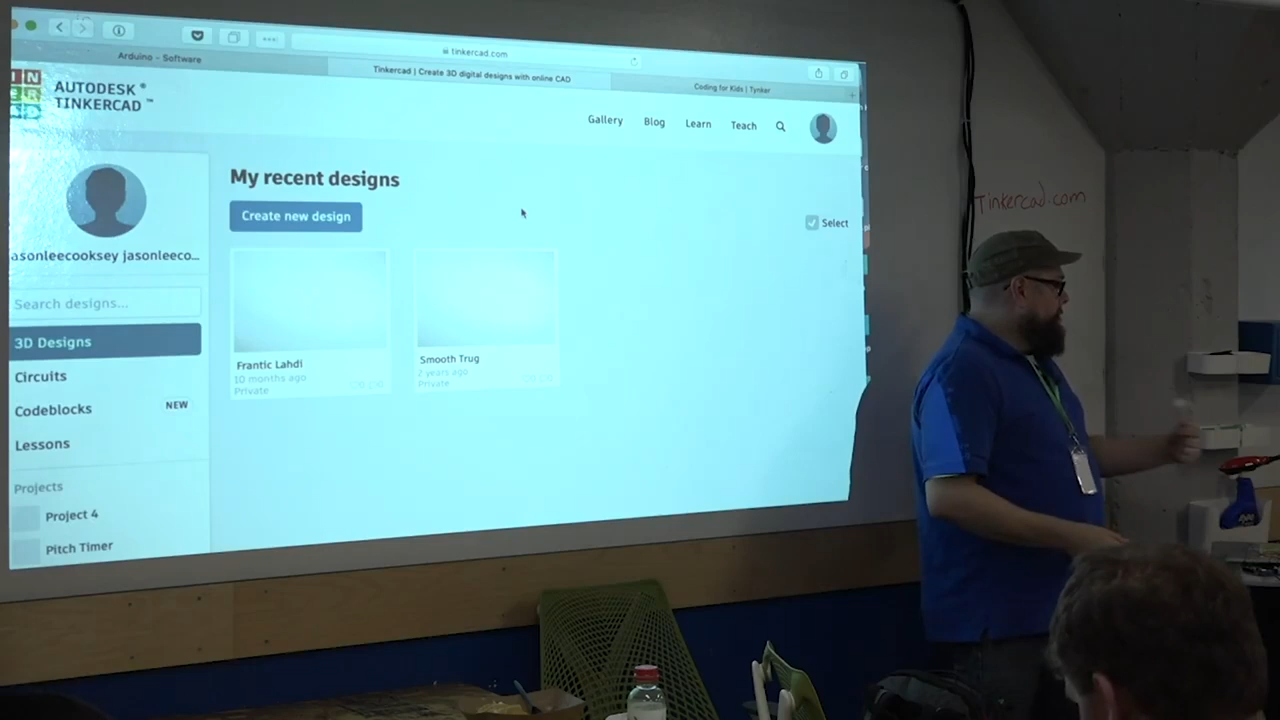 tinkercad.com
Arduino - Software
Tinkercad | Create 3D digital designs with online CAD
Coding for Kids | Tynker
AUTODESK®
TINKERCAD™
Gallery
Blog
Learn
Teach
Tinkercad.com
My recent designs
Create new design
Select
asonleecooksey jasonleeco...
Search designs...
3D Designs
Circuits
Codeblocks NEW
Lessons
Projects
Project 4
Pitch Timer
Frantic Lahdi
10 months ago
Private
Smooth Trug
2 years ago
Private